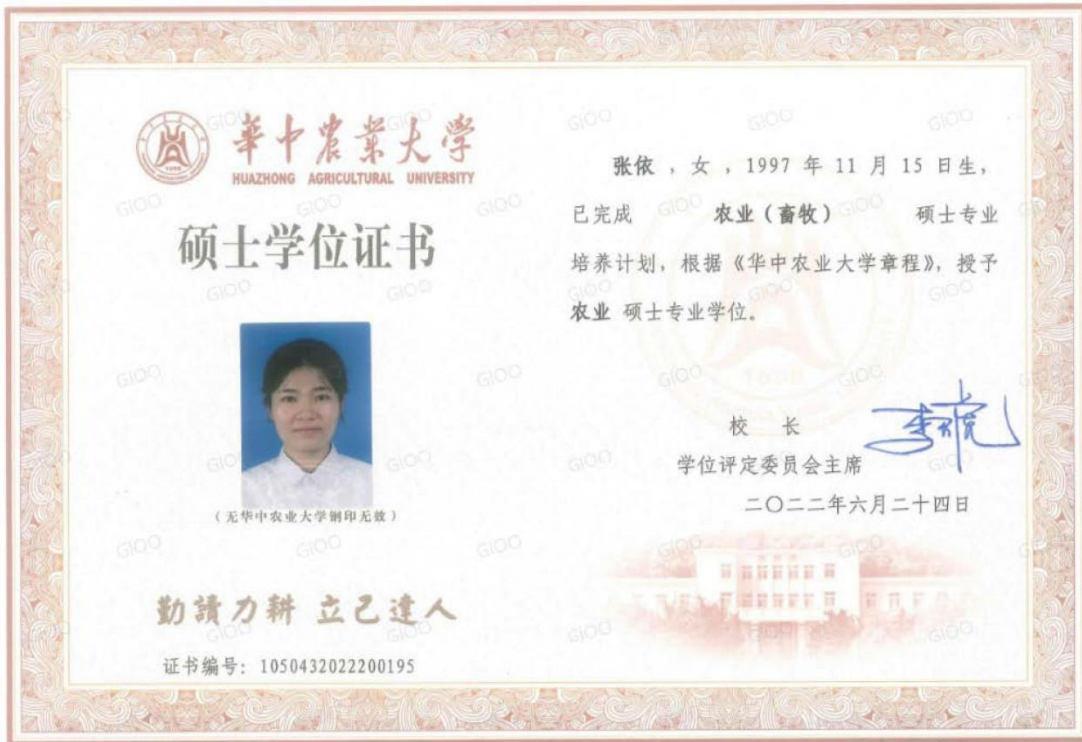 華中农業大学
HUAZHONG AGRICULTURAL UNIVERSITY
硕士学位证书
(无华中农业大学钢印无效)
勤讀力耕 立己達人
证书编号: 1050432022200195
张依 , 女 , 1997 年 11 月 15 日生,
已完成 农业(畜牧) 硕士专业
培养计划, 根据《华中农业大学章程》, 授予
农业 硕士专业学位。
校 长
学位评定委员会主席
二〇二二年六月二十四日
GIOO